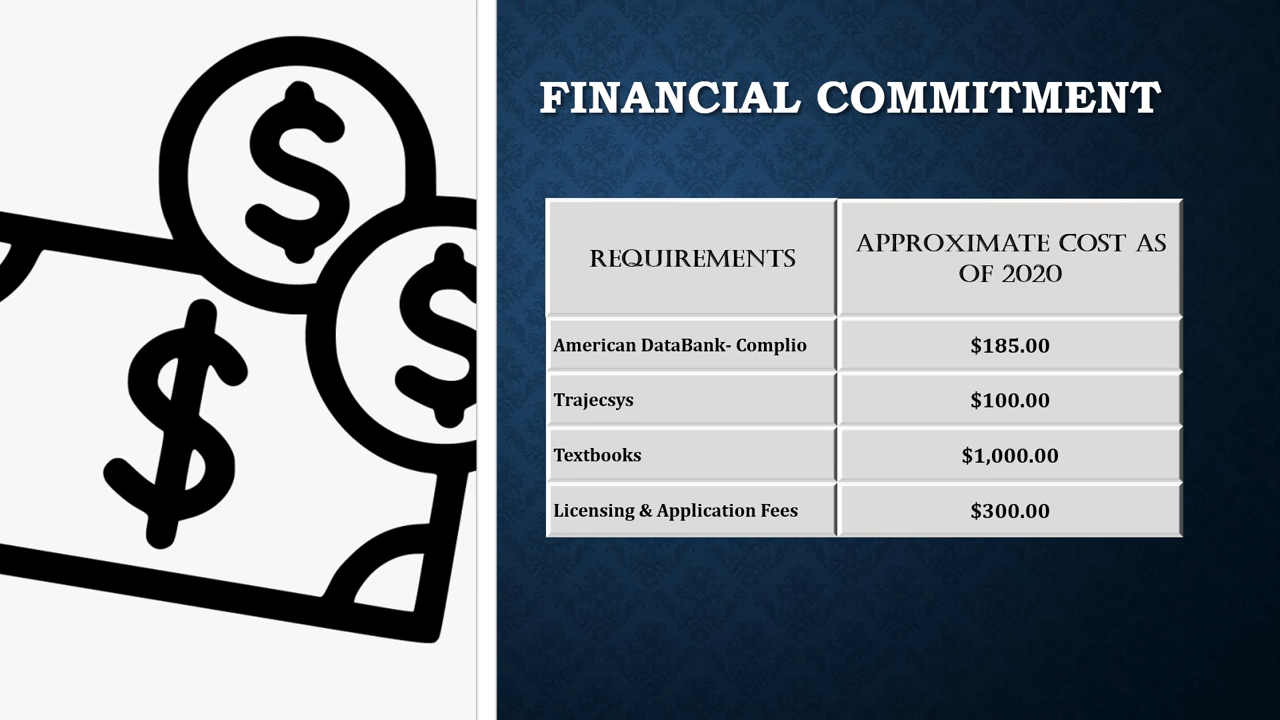 FINANCIAL COMMITMENT
REQUIREMENTS
APPROXIMATE COST AS
OF 2020
American DataBank- Complio
$185.00
Trajecsys
$100.00
Textbooks
$1,000.00
Licensing & Application Fees
$300.00